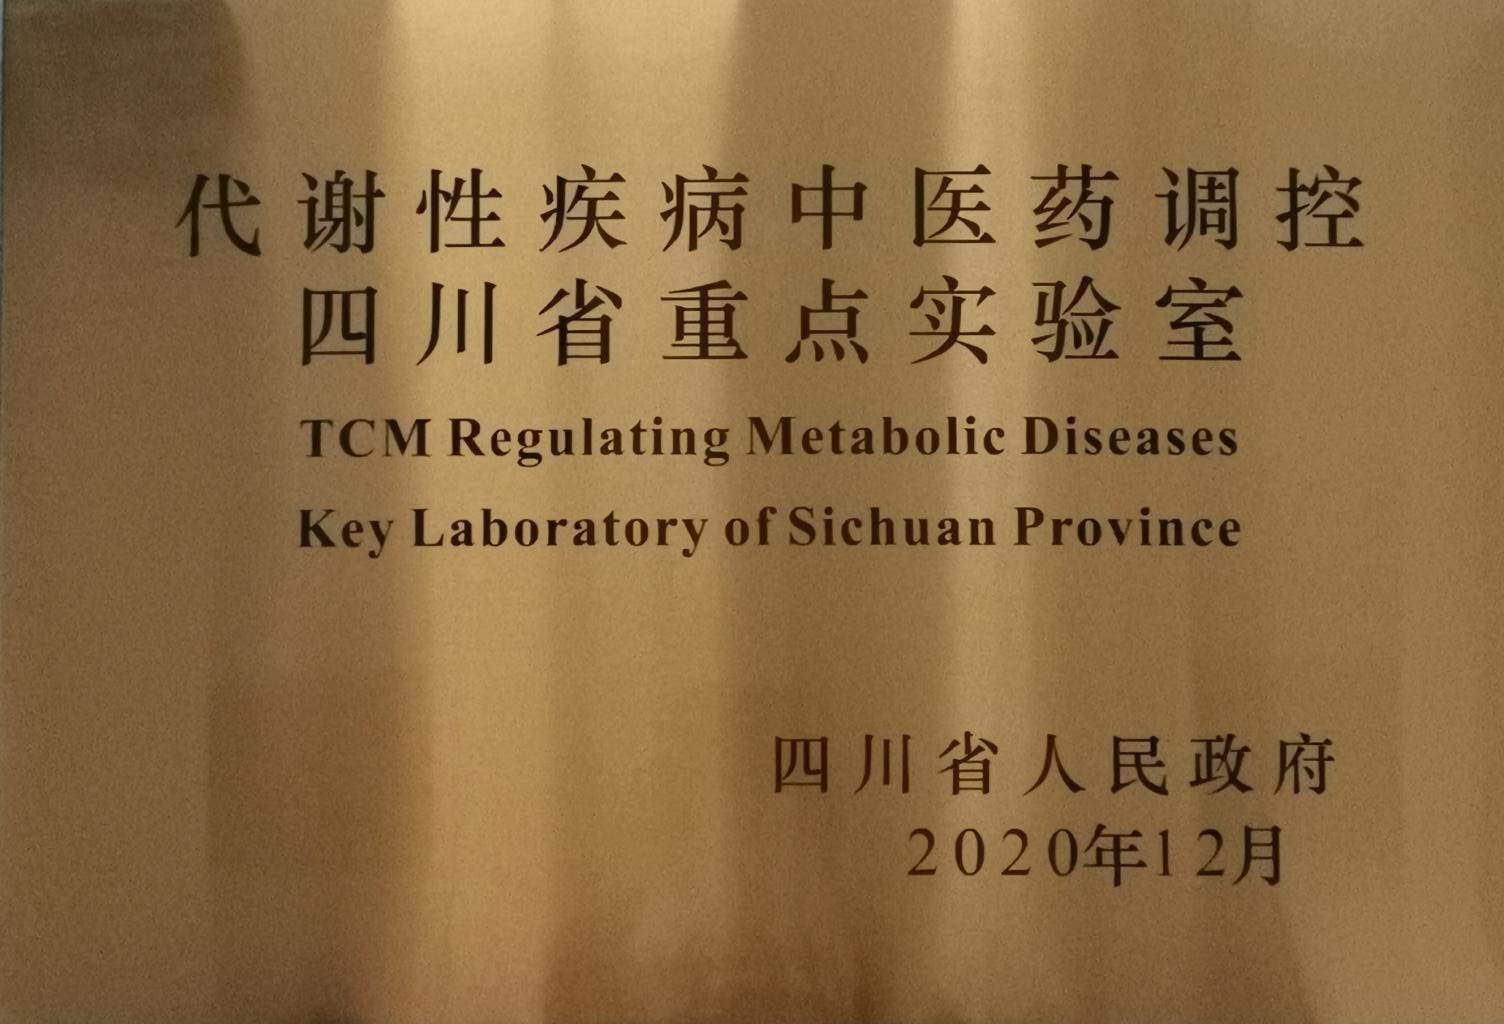 代谢性疾病中医药调控
四川省重点实验室
TCM Regulating Metabolic Diseases
Key Laboratory of Sichuan Province
四川省人民政府
2020年12月